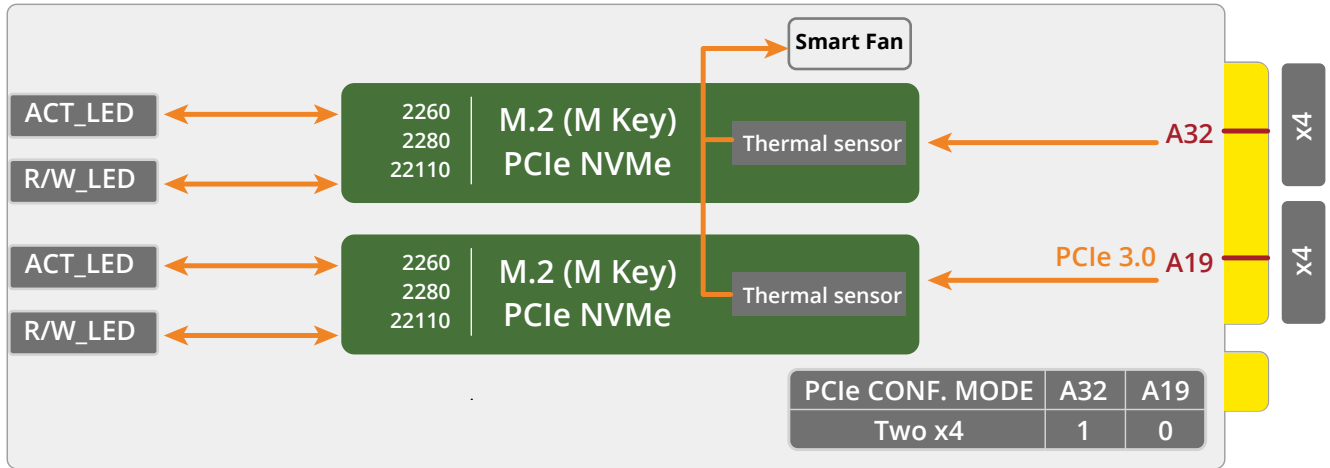 Smart Fan
ACT_LED
R/W_LED
2260
2280
22110
M.2 (M Key)
PCIe NVMe
Thermal sensor
A32
x4
ACT_LED
R/W_LED
2260
2280
22110
M.2 (M Key)
PCIe NVMe
Thermal sensor
PCIe 3.0 A19
x4
PCIe CONF. MODE A32 A19
Two x4 1 0